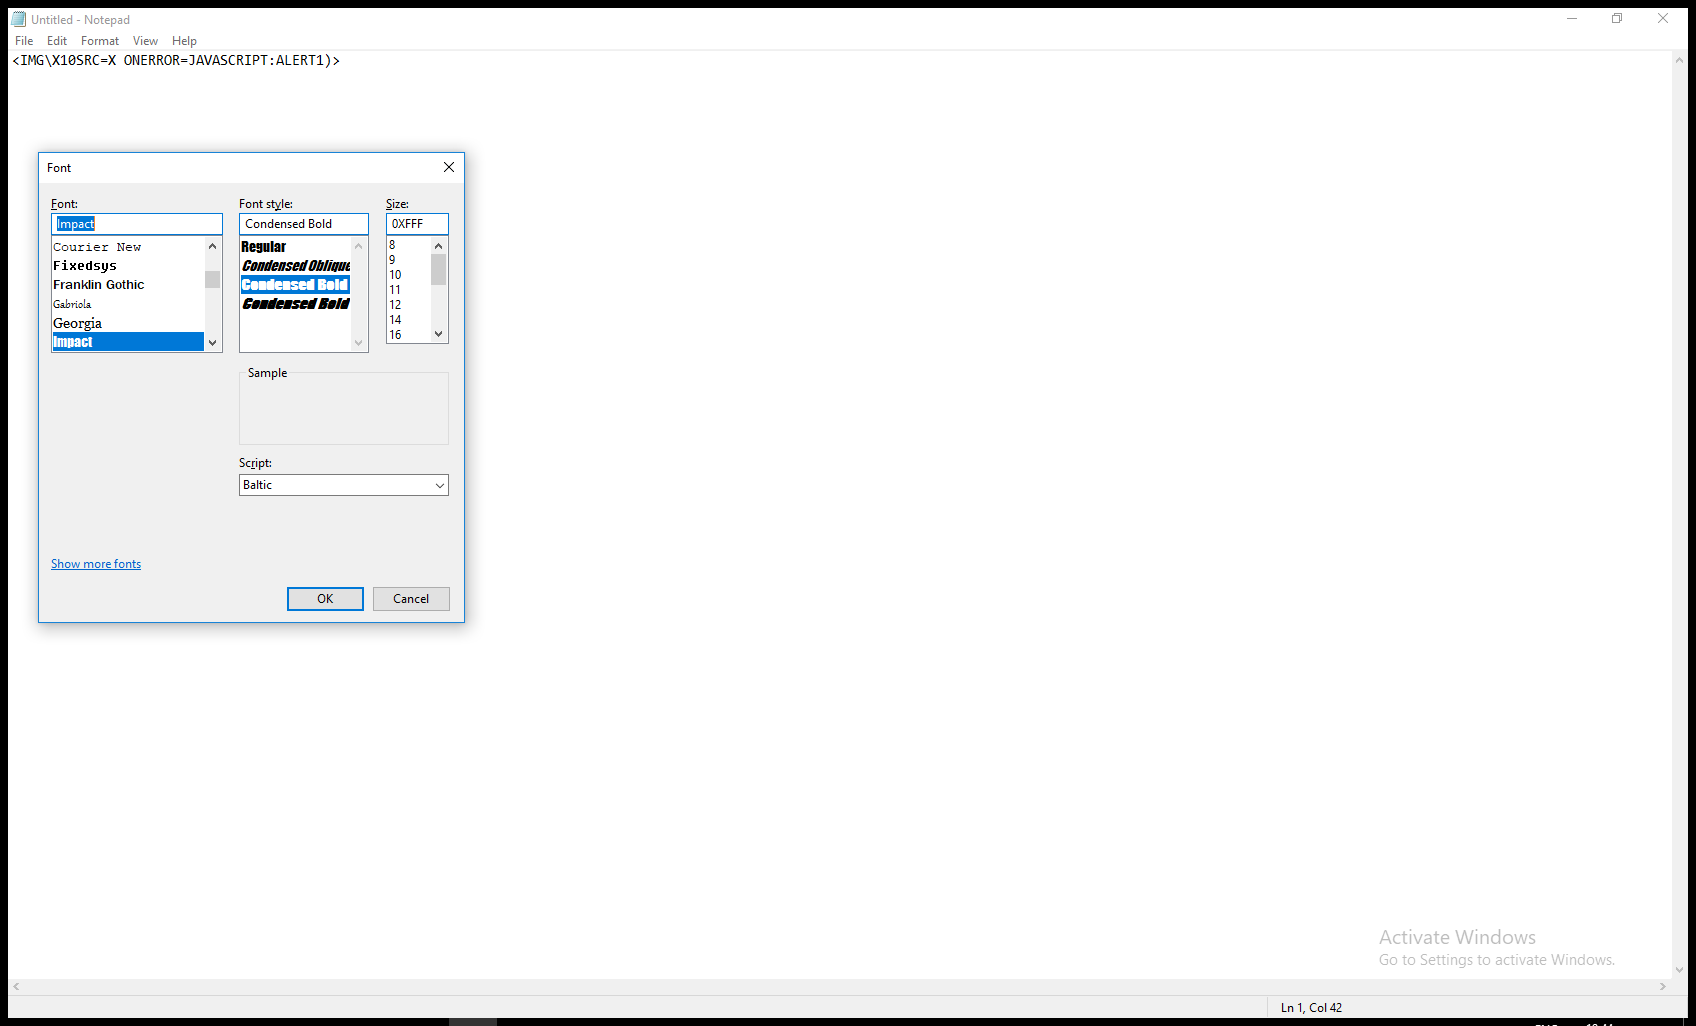 Untitled - Notepad
File Edit Format View Help
<IMG\X10SRC=X ONERROR=JAVASCRIPT:ALERT1)>
Font
Font: Font style: Size:
Impact Condensed Bold 0XFFF
Courier New
Fixedsys
Franklin Gothic
Gabriola
Georgia
Impact
Regular
Condensed Oblique
Condensed Bold
Condensed Bold
8
9
10
11
12
14
16
Sample
Script:
Baltic
Show more fonts
OK Cancel
Activate Windows
Go to Settings to activate Windows.
Ln 1, Col 42